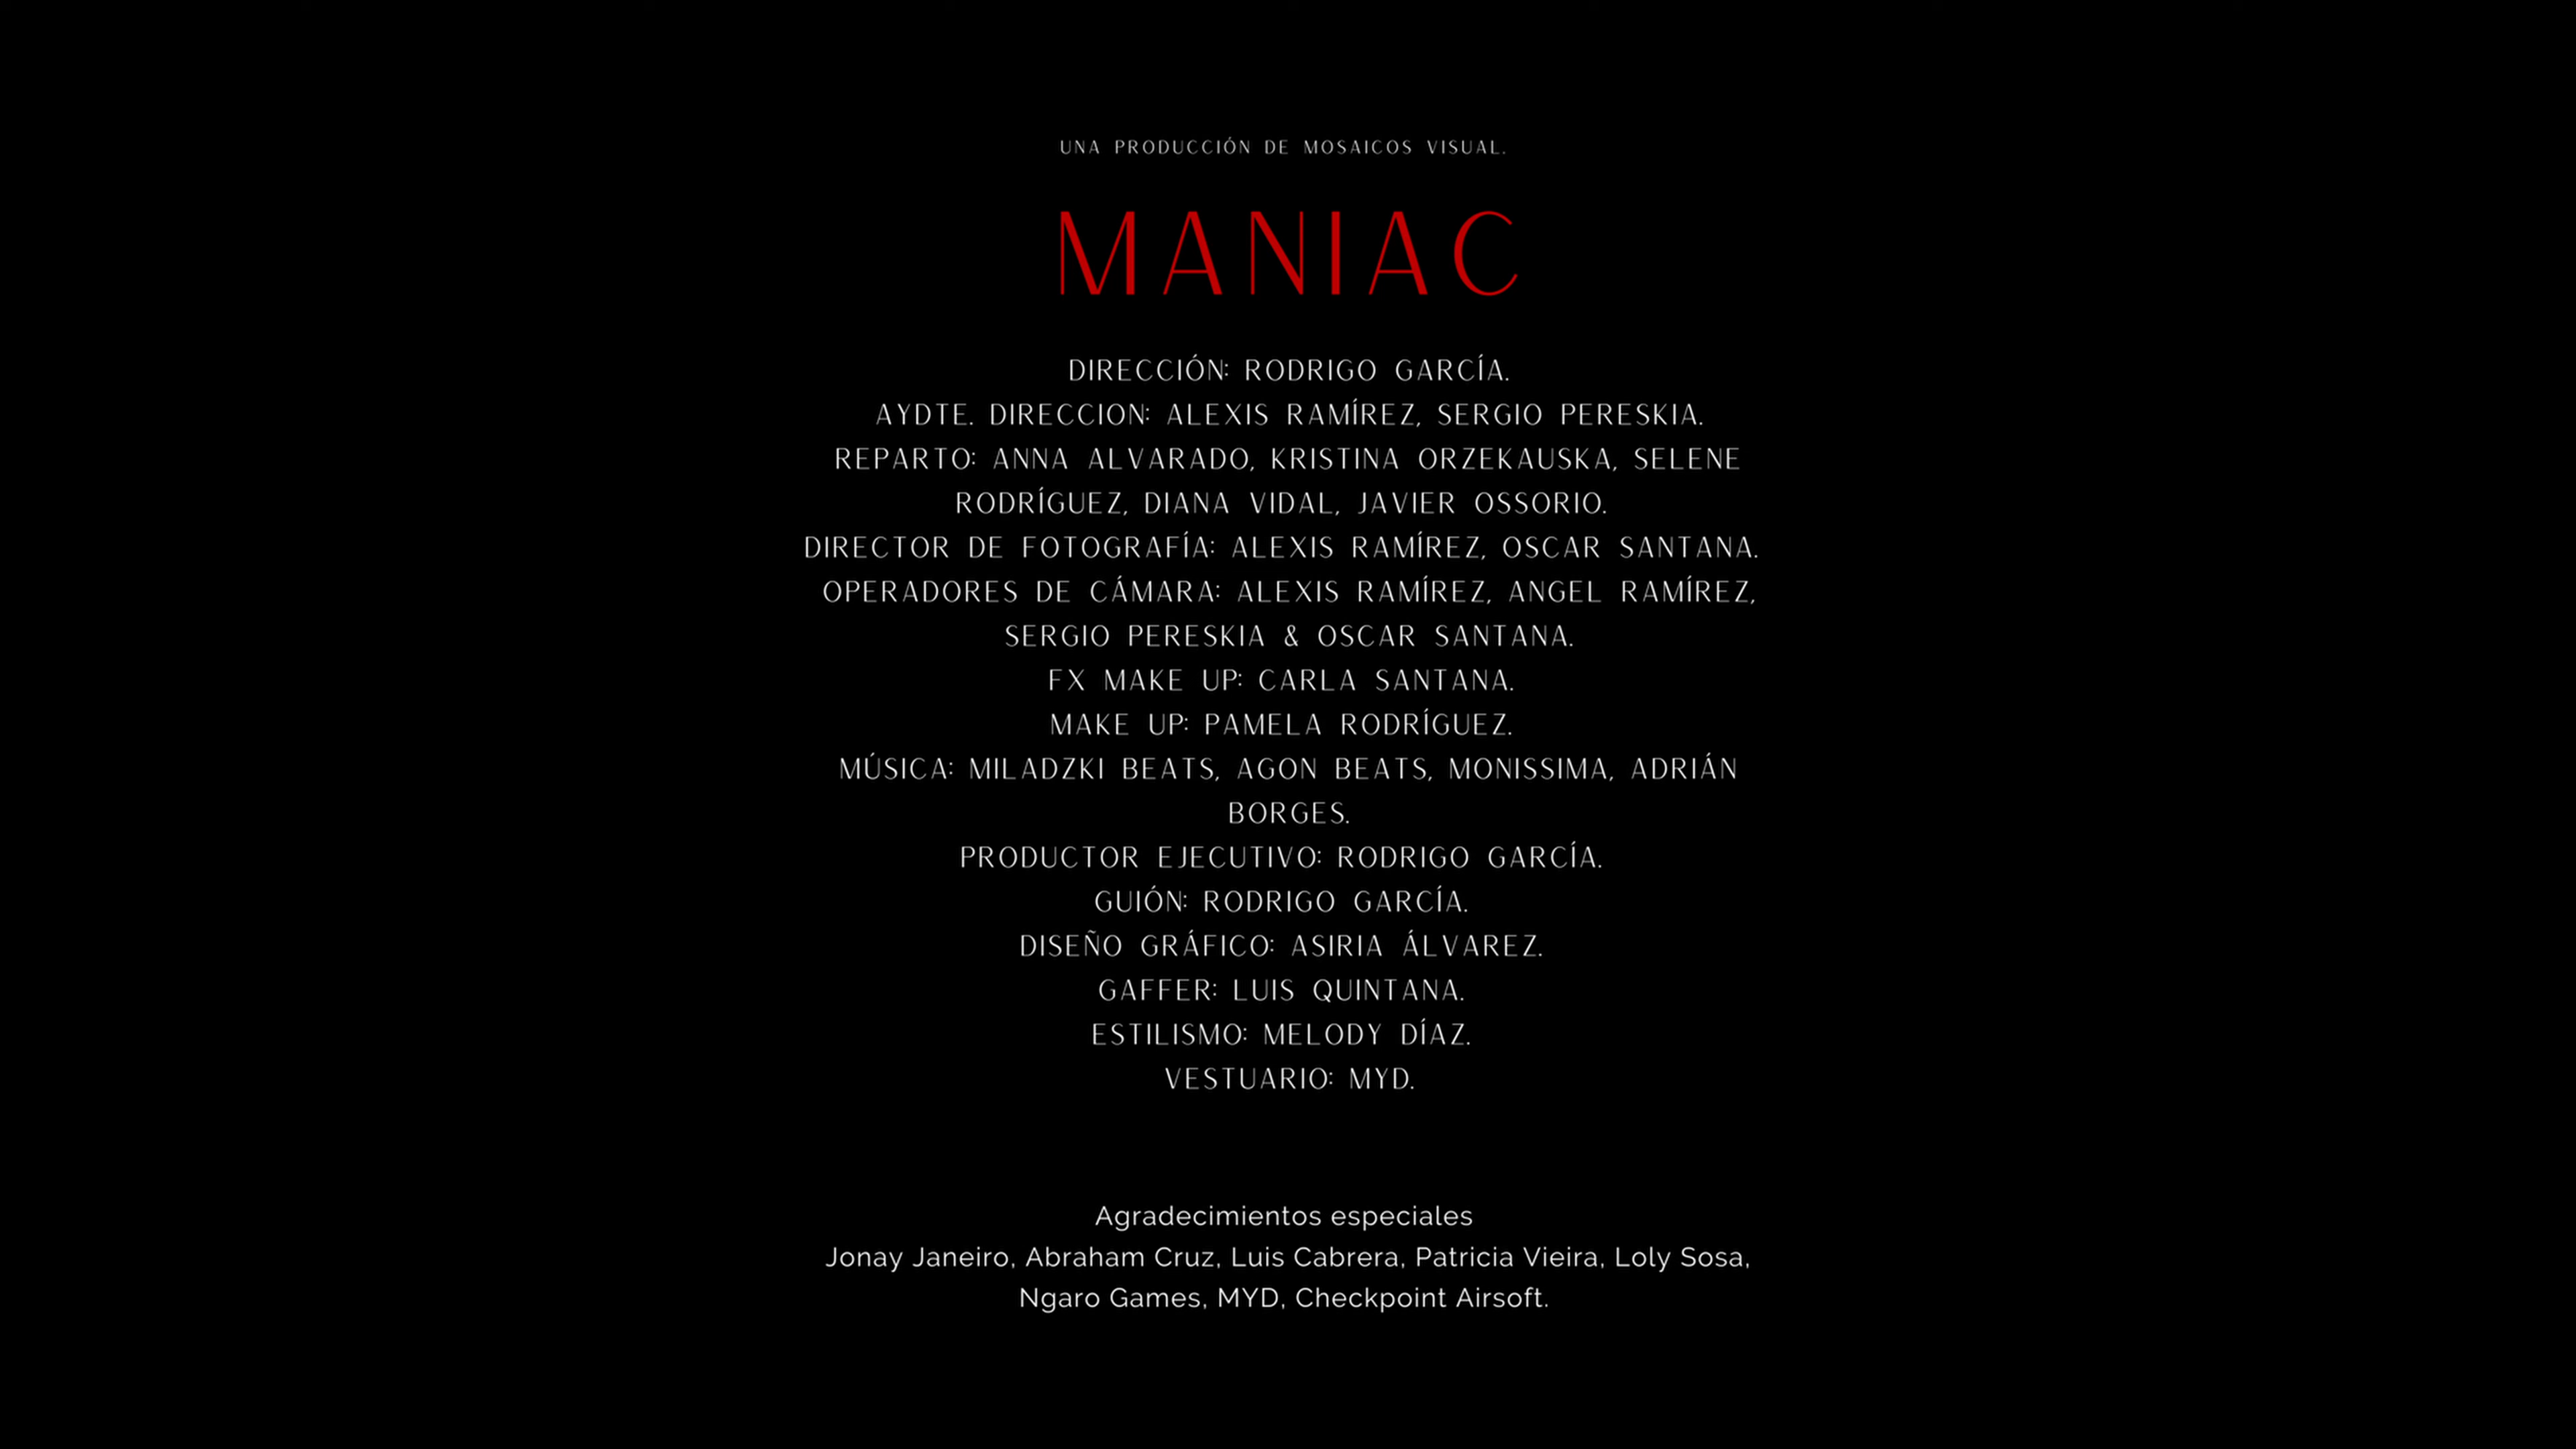 UNA PRODUCCIÓN DE MOSAICOS VISUAL.
MANIAC
DIRECCIÓN: RODRIGO GARCÍA.
AYDTE. DIRECCION: ALEXIS RAMÍREZ, SERGIO PERESKIA.
REPARTO: ANNA ALVARADO, KRISTINA ORZEKAUSKA, SELENE
RODRÍGUEZ, DIANA VIDAL, JAVIER OSSORIO.
DIRECTOR DE FOTOGRAFÍA: ALEXIS RAMÍREZ, OSCAR SANTANA.
OPERADORES DE CÁMARA: ALEXIS RAMÍREZ, ANGEL RAMÍREZ,
SERGIO PERESKIA & OSCAR SANTANA.
FX MAKE UP: CARLA SANTANA.
MAKE UP: PAMELA RODRÍGUEZ.
MÚSICA: MILADZKI BEATS, AGON BEATS, MONISSIMA, ADRIÁN
BORGES.
PRODUCTOR EJECUTIVO: RODRIGO GARCÍA.
GUIÓN: RODRIGO GARCÍA.
DISEÑO GRÁFICO: ASIRIA ÁLVAREZ.
GAFFER: LUIS QUINTANA.
ESTILISMO: MELODY DÍAZ.
VESTUARIO: MYD.
Agradecimientos especiales
Jonay Janeiro, Abraham Cruz, Luis Cabrera, Patricia Vieira, Loly Sosa,
Ngaro Games, MYD, Checkpoint Airsoft.